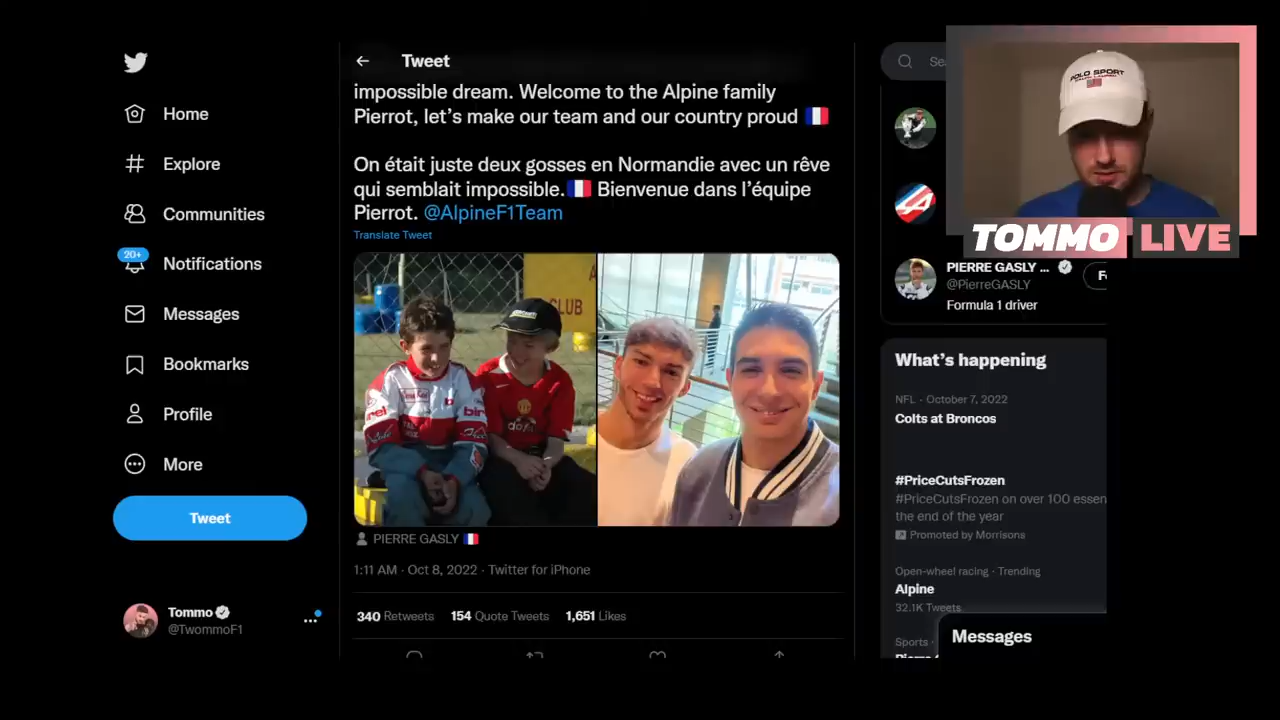 Home
Explore
Communities
20+
Notifications
Messages
Bookmarks
Profile
More
Tweet
Tommo
@TwommoF1
Tweet
impossible dream. Welcome to the Alpine family
Pierrot, let's make our team and our country proud 🇫🇷
On était juste deux gosses en Normandie avec un rêve
qui semblait impossible.🇫🇷 Bienvenue dans l'équipe
Pierrot. @AlpineF1Team
Translate Tweet
CLUB
PIERRE GASLY 🇫🇷
1:11 AM · Oct 8, 2022 · Twitter for iPhone
340 Retweets 154 Quote Tweets 1,651 Likes
POLO SPORT
TOMMO LIVE
PIERRE GASLY ...
@PierreGASLY
Formula 1 driver
What's happening
NFL · October 7, 2022
Colts at Broncos
#PriceCutsFrozen
#PriceCutsFrozen on over 100 essen
the end of the year
Promoted by Morrisons
Open-wheel racing · Trending
Alpine
32.1K Tweets
Sports ·
Messages